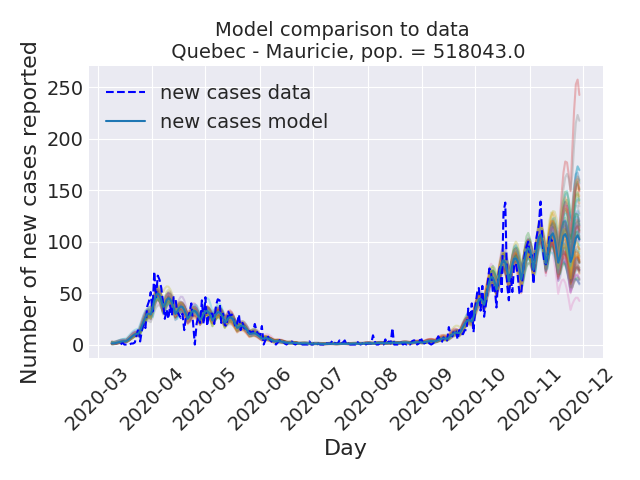 Model comparison to data
Quebec - Mauricie, pop. = 518043.0
Number of new cases reported
250
200
150
100
50
0
new cases data
new cases model
2020-03
2020-04
2020-05
2020-06
2020-07
2020-08
2020-09
2020-10
2020-11
2020-12
Day